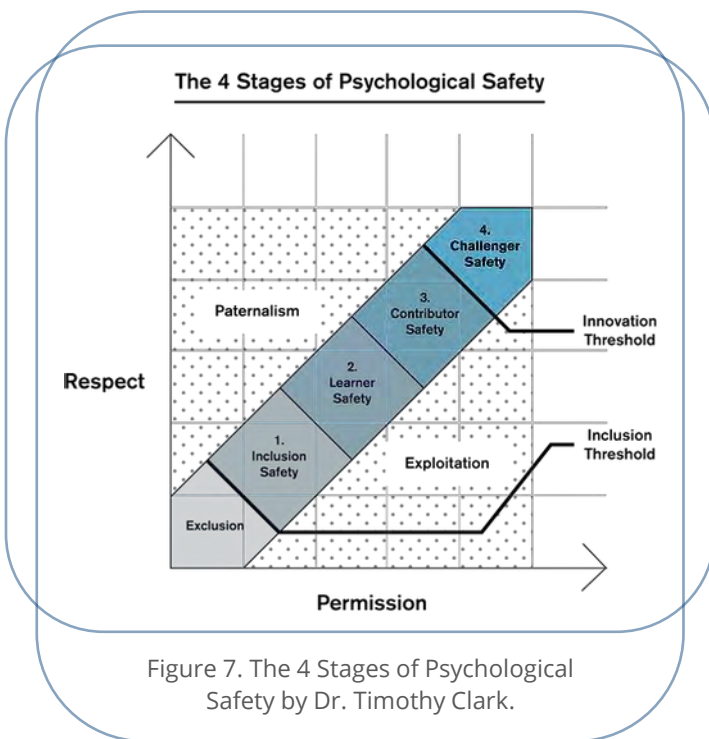 The 4 Stages of Psychological Safety
4.
Challenger
Safety
Paternalism
3.
Contributor
Safety
Innovation
Threshold
Respect
2.
Learner
Safety
1.
Inclusion
Safety
Exploitation
Inclusion
Threshold
Exclusion
Permission
Figure 7. The 4 Stages of Psychological
Safety by Dr. Timothy Clark.